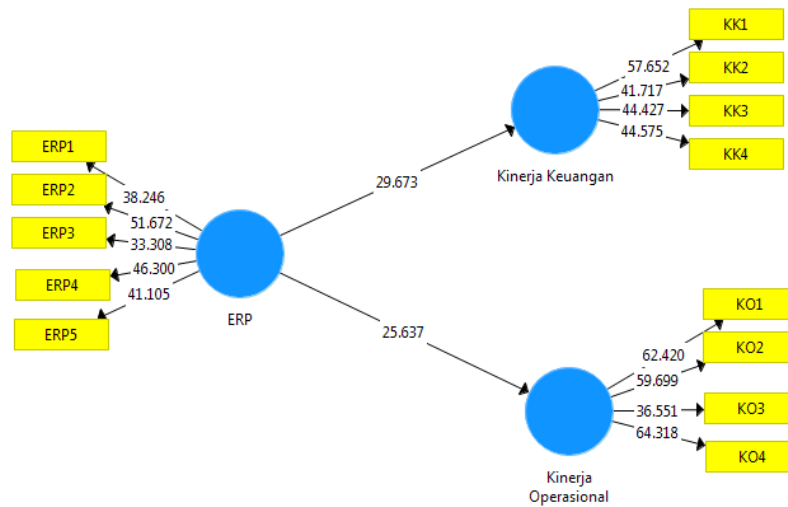 ERP1
ERP2
ERP3
ERP4
ERP5
38.246
51.672
33.308
46.300
41.105
ERP
29.673
25.637
Kinerja Keuangan
57.652
41.717
44.427
44.575
KK1
KK2
KK3
KK4
Kinerja
Operasional
62.420
59.699
36.551
64.318
KO1
KO2
KO3
KO4